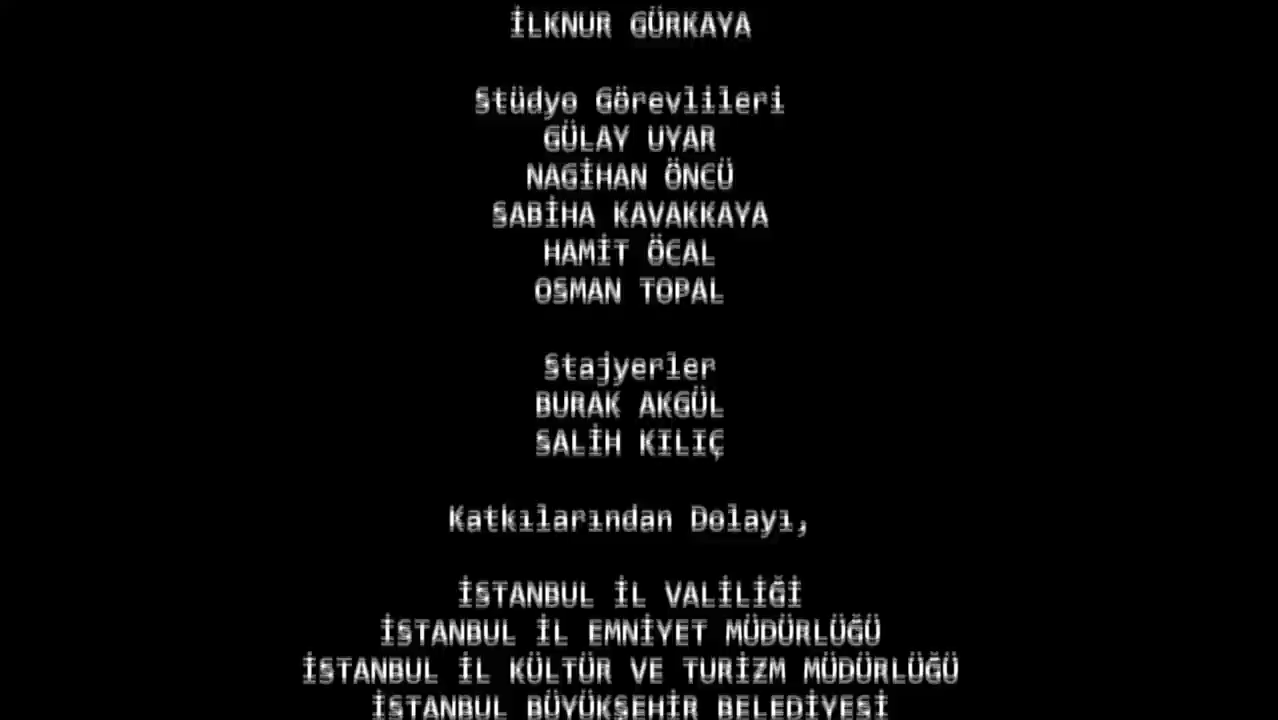 İLKNUR GÜRKAYA
Stüdyo Görevlileri
GÜLAY UYAR
NAGİHAN ÖNCÜ
SABİHA KAVAKKAYA
HAMİT ÖCAL
OSMAN TOPAL
Stajyerler
BURAK AKGÜL
SALİH KILIÇ
Katkılarından Dolayı,
İSTANBUL İL VALİLİĞİ
İSTANBUL İL EMNİYET MÜDÜRLÜĞÜ
İSTANBUL İL KÜLTÜR VE TURİZM MÜDÜRLÜĞÜ
İSTANBUL BÜYÜKŞEHİR BELEDİYESİ